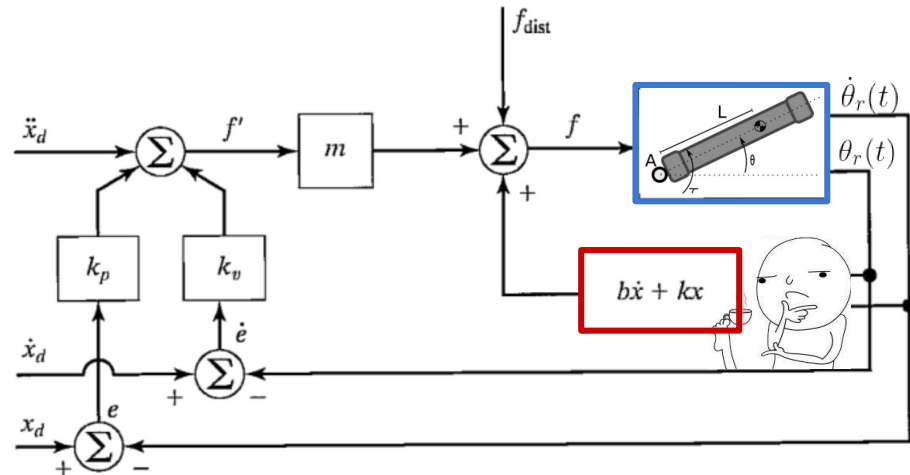 f_dist
ẍ_d
Σ
f'
m
+
Σ
f
+
A
L
θ
τ
θ̇_r(t)
θ_r(t)
k_p
k_v
bẋ + kx
ẋ_d
ė
+
Σ
−
x_d
e
+
Σ
−